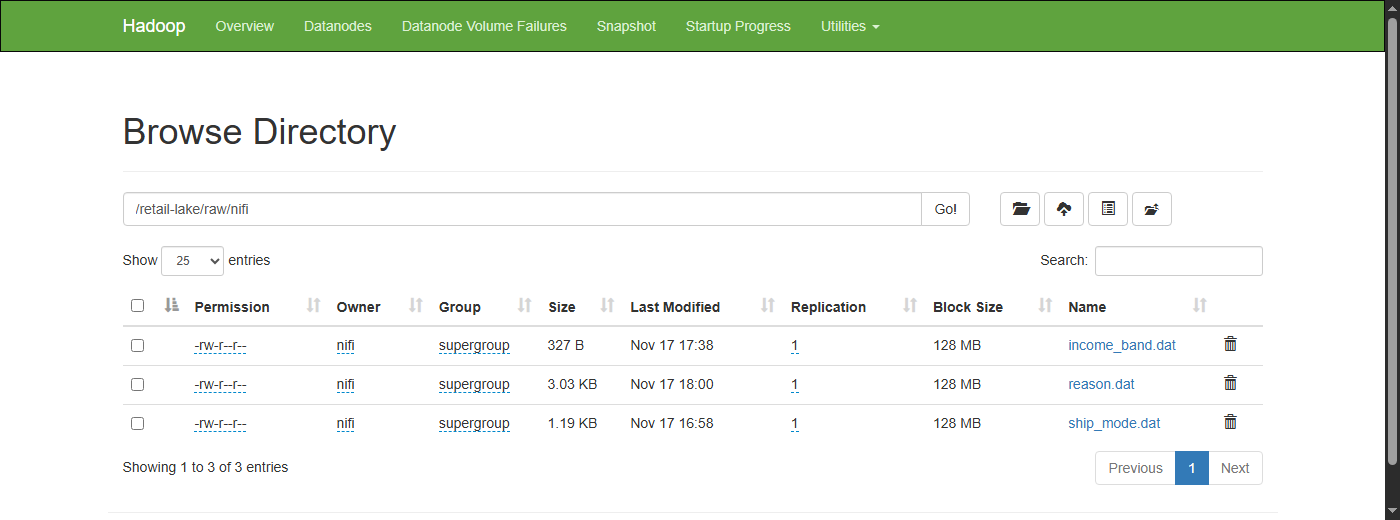 Hadoop Overview Datanodes Datanode Volume Failures Snapshot Startup Progress Utilities
Browse Directory
/retail-lake/raw/nifi Go!
Show 25 entries Search:
Permission Owner Group Size Last Modified Replication Block Size Name
-rw-r--r-- nifi supergroup 327 B Nov 17 17:38 1 128 MB income_band.dat
-rw-r--r-- nifi supergroup 3.03 KB Nov 17 18:00 1 128 MB reason.dat
-rw-r--r-- nifi supergroup 1.19 KB Nov 17 16:58 1 128 MB ship_mode.dat
Showing 1 to 3 of 3 entries Previous 1 Next